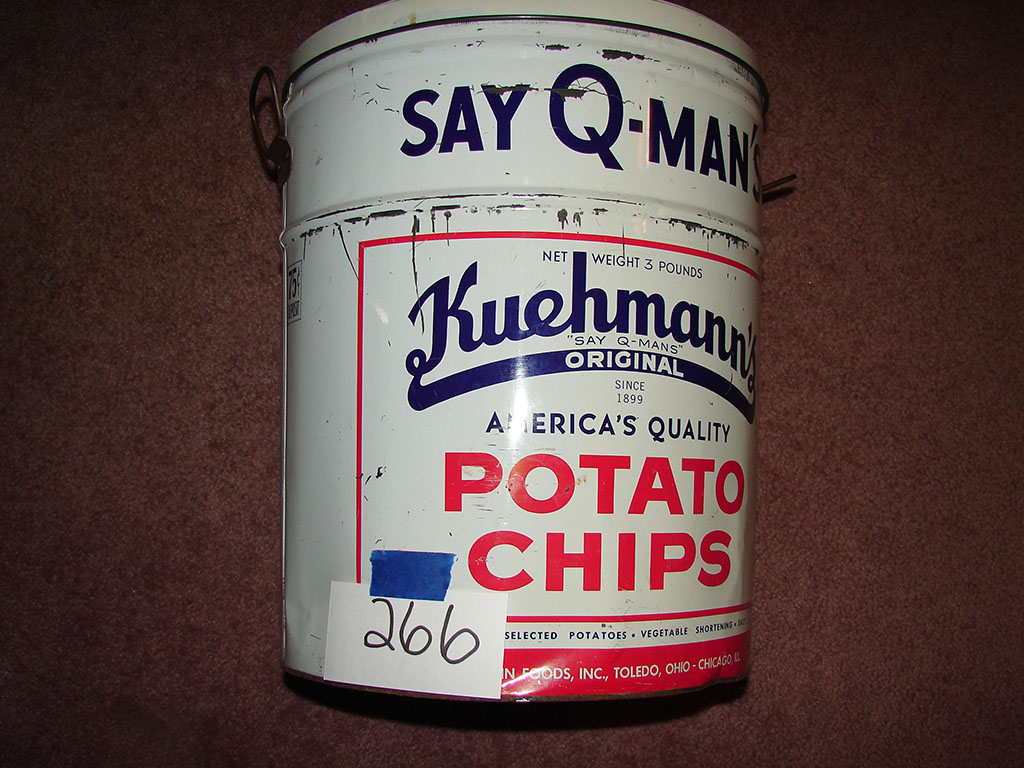 SAY Q-MAN'S
NET WEIGHT 3 POUNDS
Kuehmann's
"SAY Q-MANS"
ORIGINAL
SINCE
1899
AMERICA'S QUALITY
POTATO
CHIPS
75¢
266
SELECTED POTATOES • VEGETABLE SHORTENING •
FOODS, INC., TOLEDO, OHIO - CHICAGO, ILL